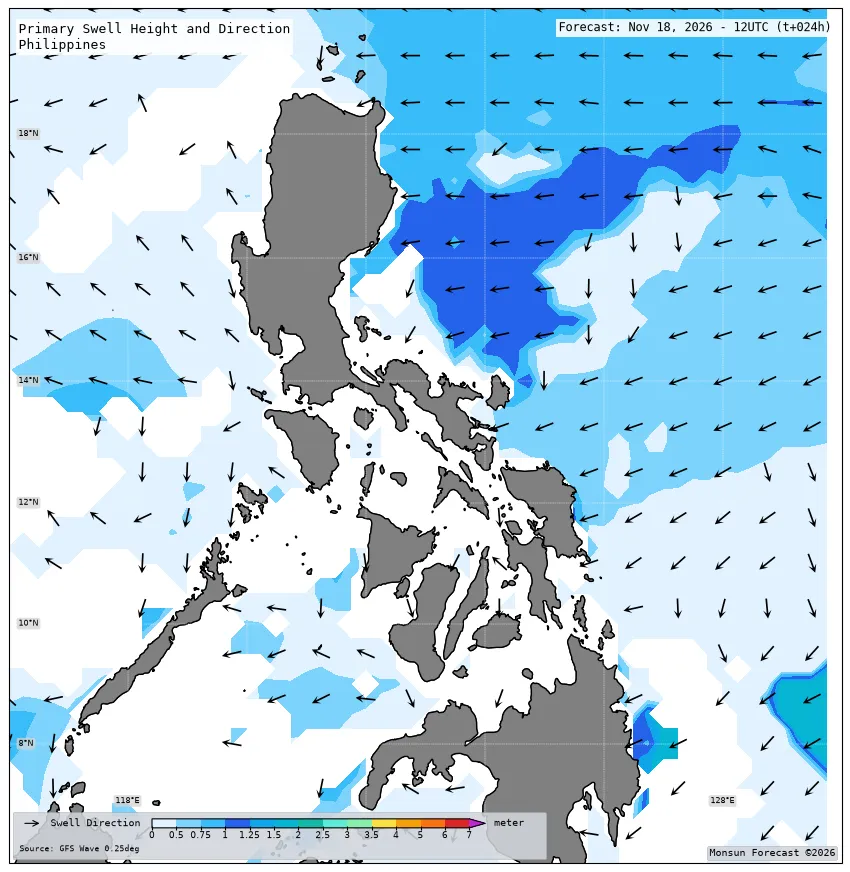 Primary Swell Height and Direction
Philippines
Forecast: Nov 18, 2026 - 12UTC (t+024h)
18°N
16°N
14°N
12°N
10°N
8°N
118°E
128°E
Swell Direction
0 0.5 0.75 1 1.25 1.5 2 2.5 3 3.5 4 5 6 7
meter
Source: GFS Wave 0.25deg
Monsun Forecast ©2026